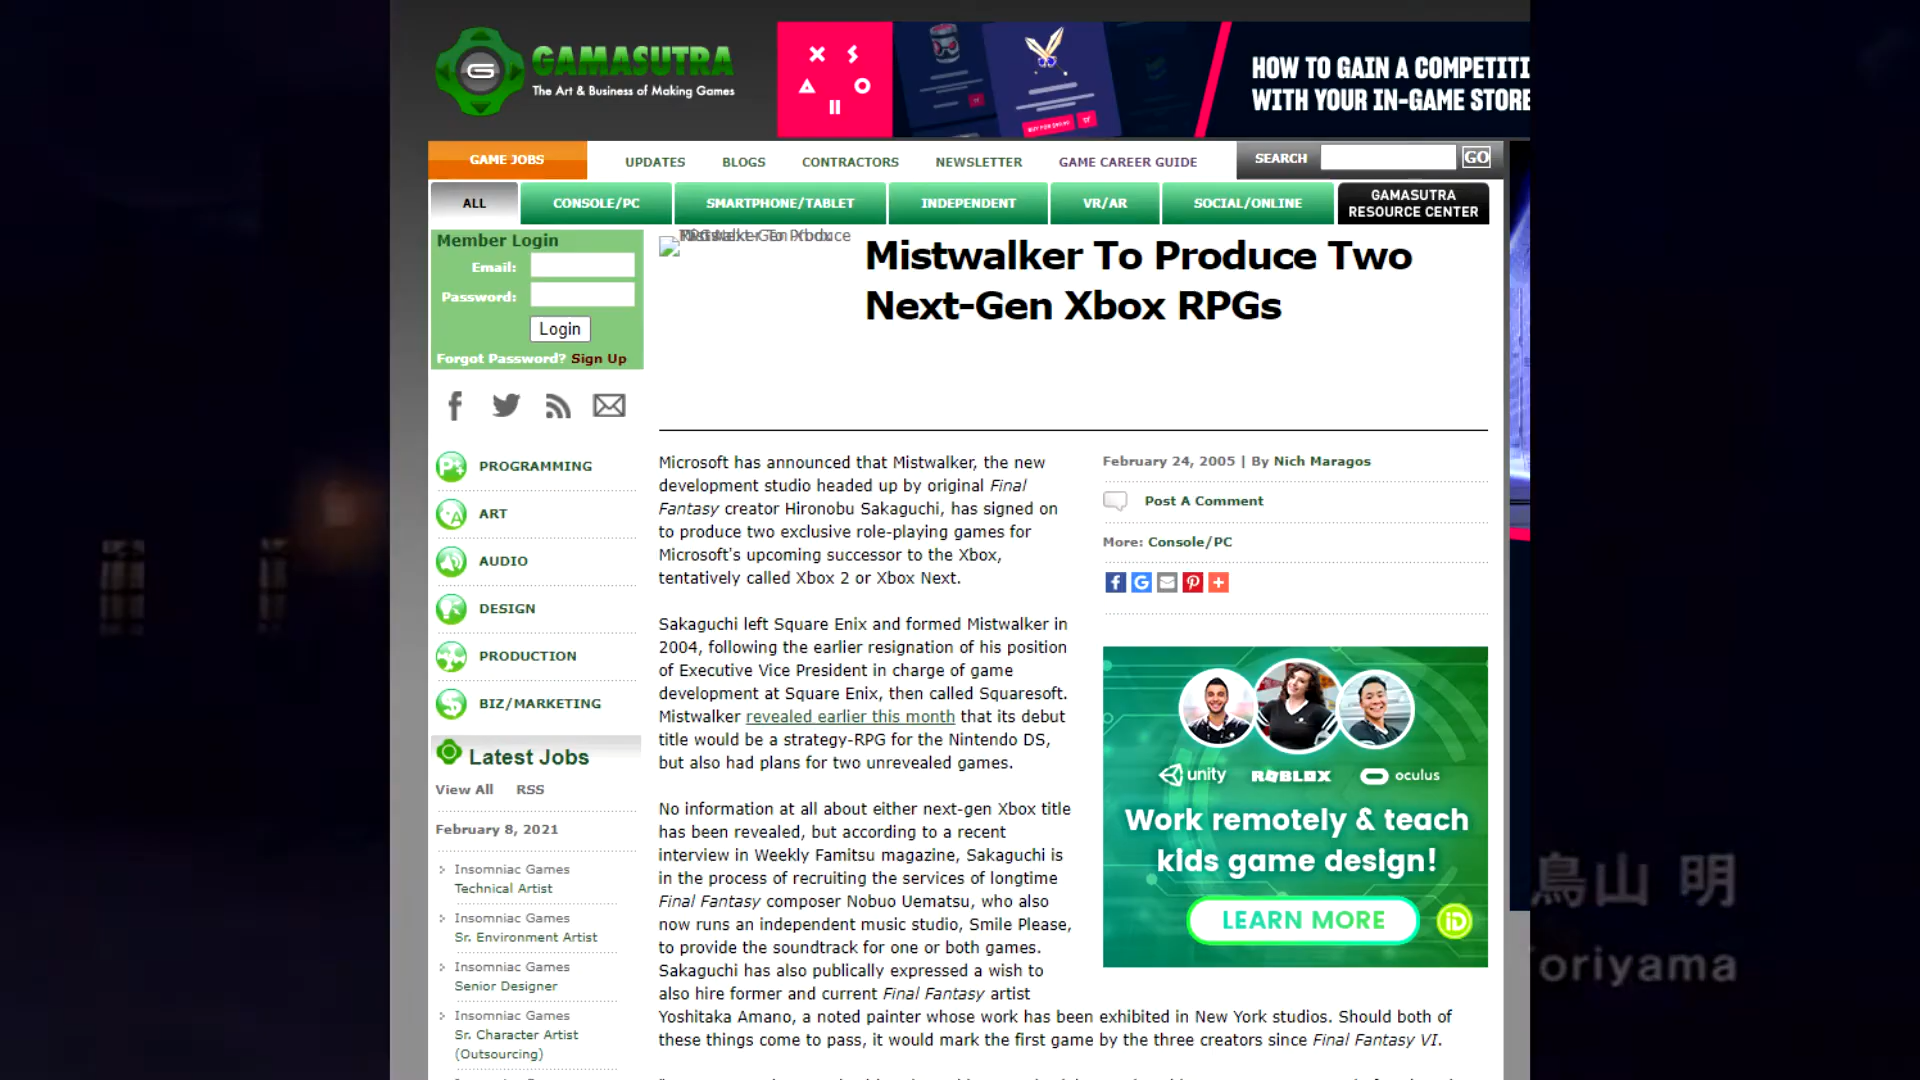 GAMASUTRA
The Art & Business of Making Games
HOW TO GAIN A COMPETITI
WITH YOUR IN-GAME STORE
GAME JOBS
UPDATES
BLOGS
CONTRACTORS
NEWSLETTER
GAME CAREER GUIDE
SEARCH
GO
ALL
CONSOLE/PC
SMARTPHONE/TABLET
INDEPENDENT
VR/AR
SOCIAL/ONLINE
GAMASUTRA
RESOURCE CENTER
Member Login
Email:
Password:
Login
Forgot Password? Sign Up
PROGRAMMING
ART
AUDIO
DESIGN
PRODUCTION
BIZ/MARKETING
Latest Jobs
View All RSS
February 8, 2021
Insomniac Games
Technical Artist
Insomniac Games
Sr. Environment Artist
Insomniac Games
Senior Designer
Insomniac Games
Sr. Character Artist
(Outsourcing)
Mistwalker To Produce Two
Next-Gen Xbox RPGs
Microsoft has announced that Mistwalker, the new
development studio headed up by original Final
Fantasy creator Hironobu Sakaguchi, has signed on
to produce two exclusive role-playing games for
Microsoft's upcoming successor to the Xbox,
tentatively called Xbox 2 or Xbox Next.
Sakaguchi left Square Enix and formed Mistwalker in
2004, following the earlier resignation of his position
of Executive Vice President in charge of game
development at Square Enix, then called Squaresoft.
Mistwalker revealed earlier this month that its debut
title would be a strategy-RPG for the Nintendo DS,
but also had plans for two unrevealed games.
No information at all about either next-gen Xbox title
has been revealed, but according to a recent
interview in Weekly Famitsu magazine, Sakaguchi is
in the process of recruiting the services of longtime
Final Fantasy composer Nobuo Uematsu, who also
now runs an independent music studio, Smile Please,
to provide the soundtrack for one or both games.
Sakaguchi has also publically expressed a wish to
also hire former and current Final Fantasy artist
Yoshitaka Amano, a noted painter whose work has been exhibited in New York studios. Should both of
these things come to pass, it would mark the first game by the three creators since Final Fantasy VI.
February 24, 2005 | By Nich Maragos
Post A Comment
More: Console/PC
unity ROBLOX oculus
Work remotely & teach
kids game design!
LEARN MORE
iD
鳥山 明
oriyama